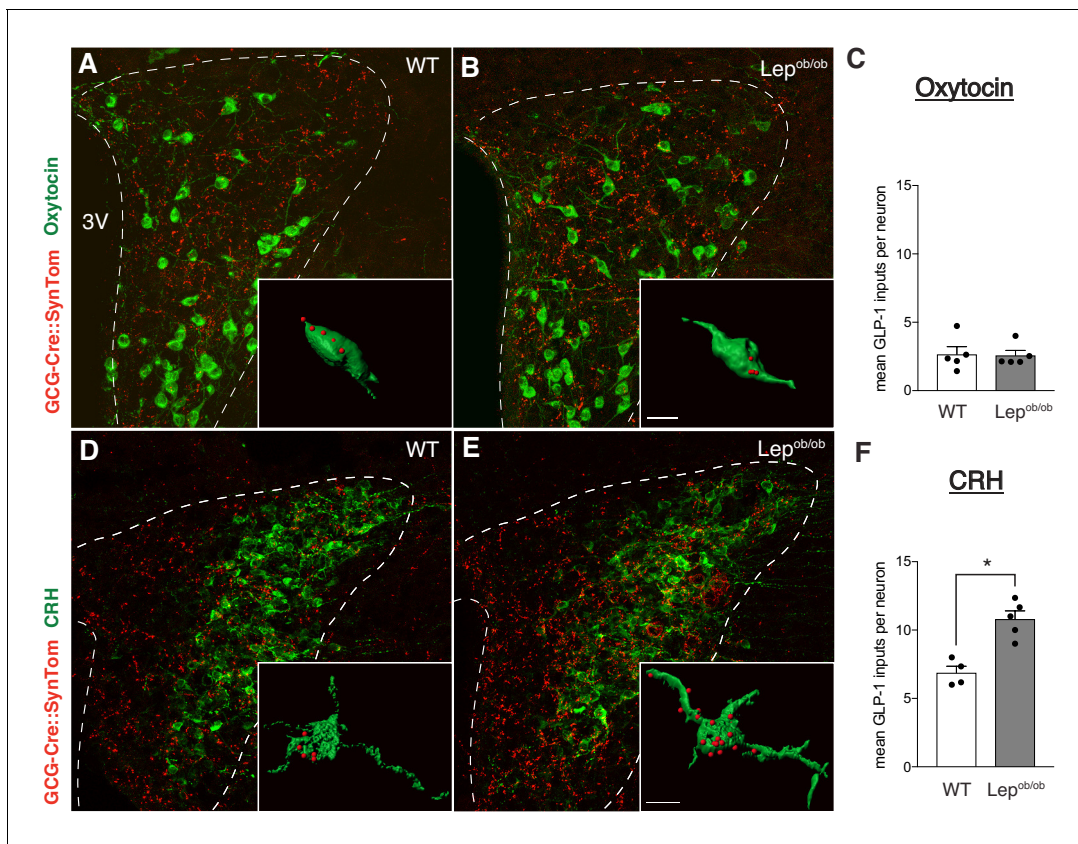 A
WT
B
Lep^ob/ob
3V
GCG-Cre::SynTom Oxytocin
C
Oxytocin
mean GLP-1 inputs per neuron
15
10
5
0
WT
Lep^ob/ob
D
WT
E
Lep^ob/ob
GCG-Cre::SynTom CRH
F
CRH
mean GLP-1 inputs per neuron
15
10
5
0
*
WT
Lep^ob/ob